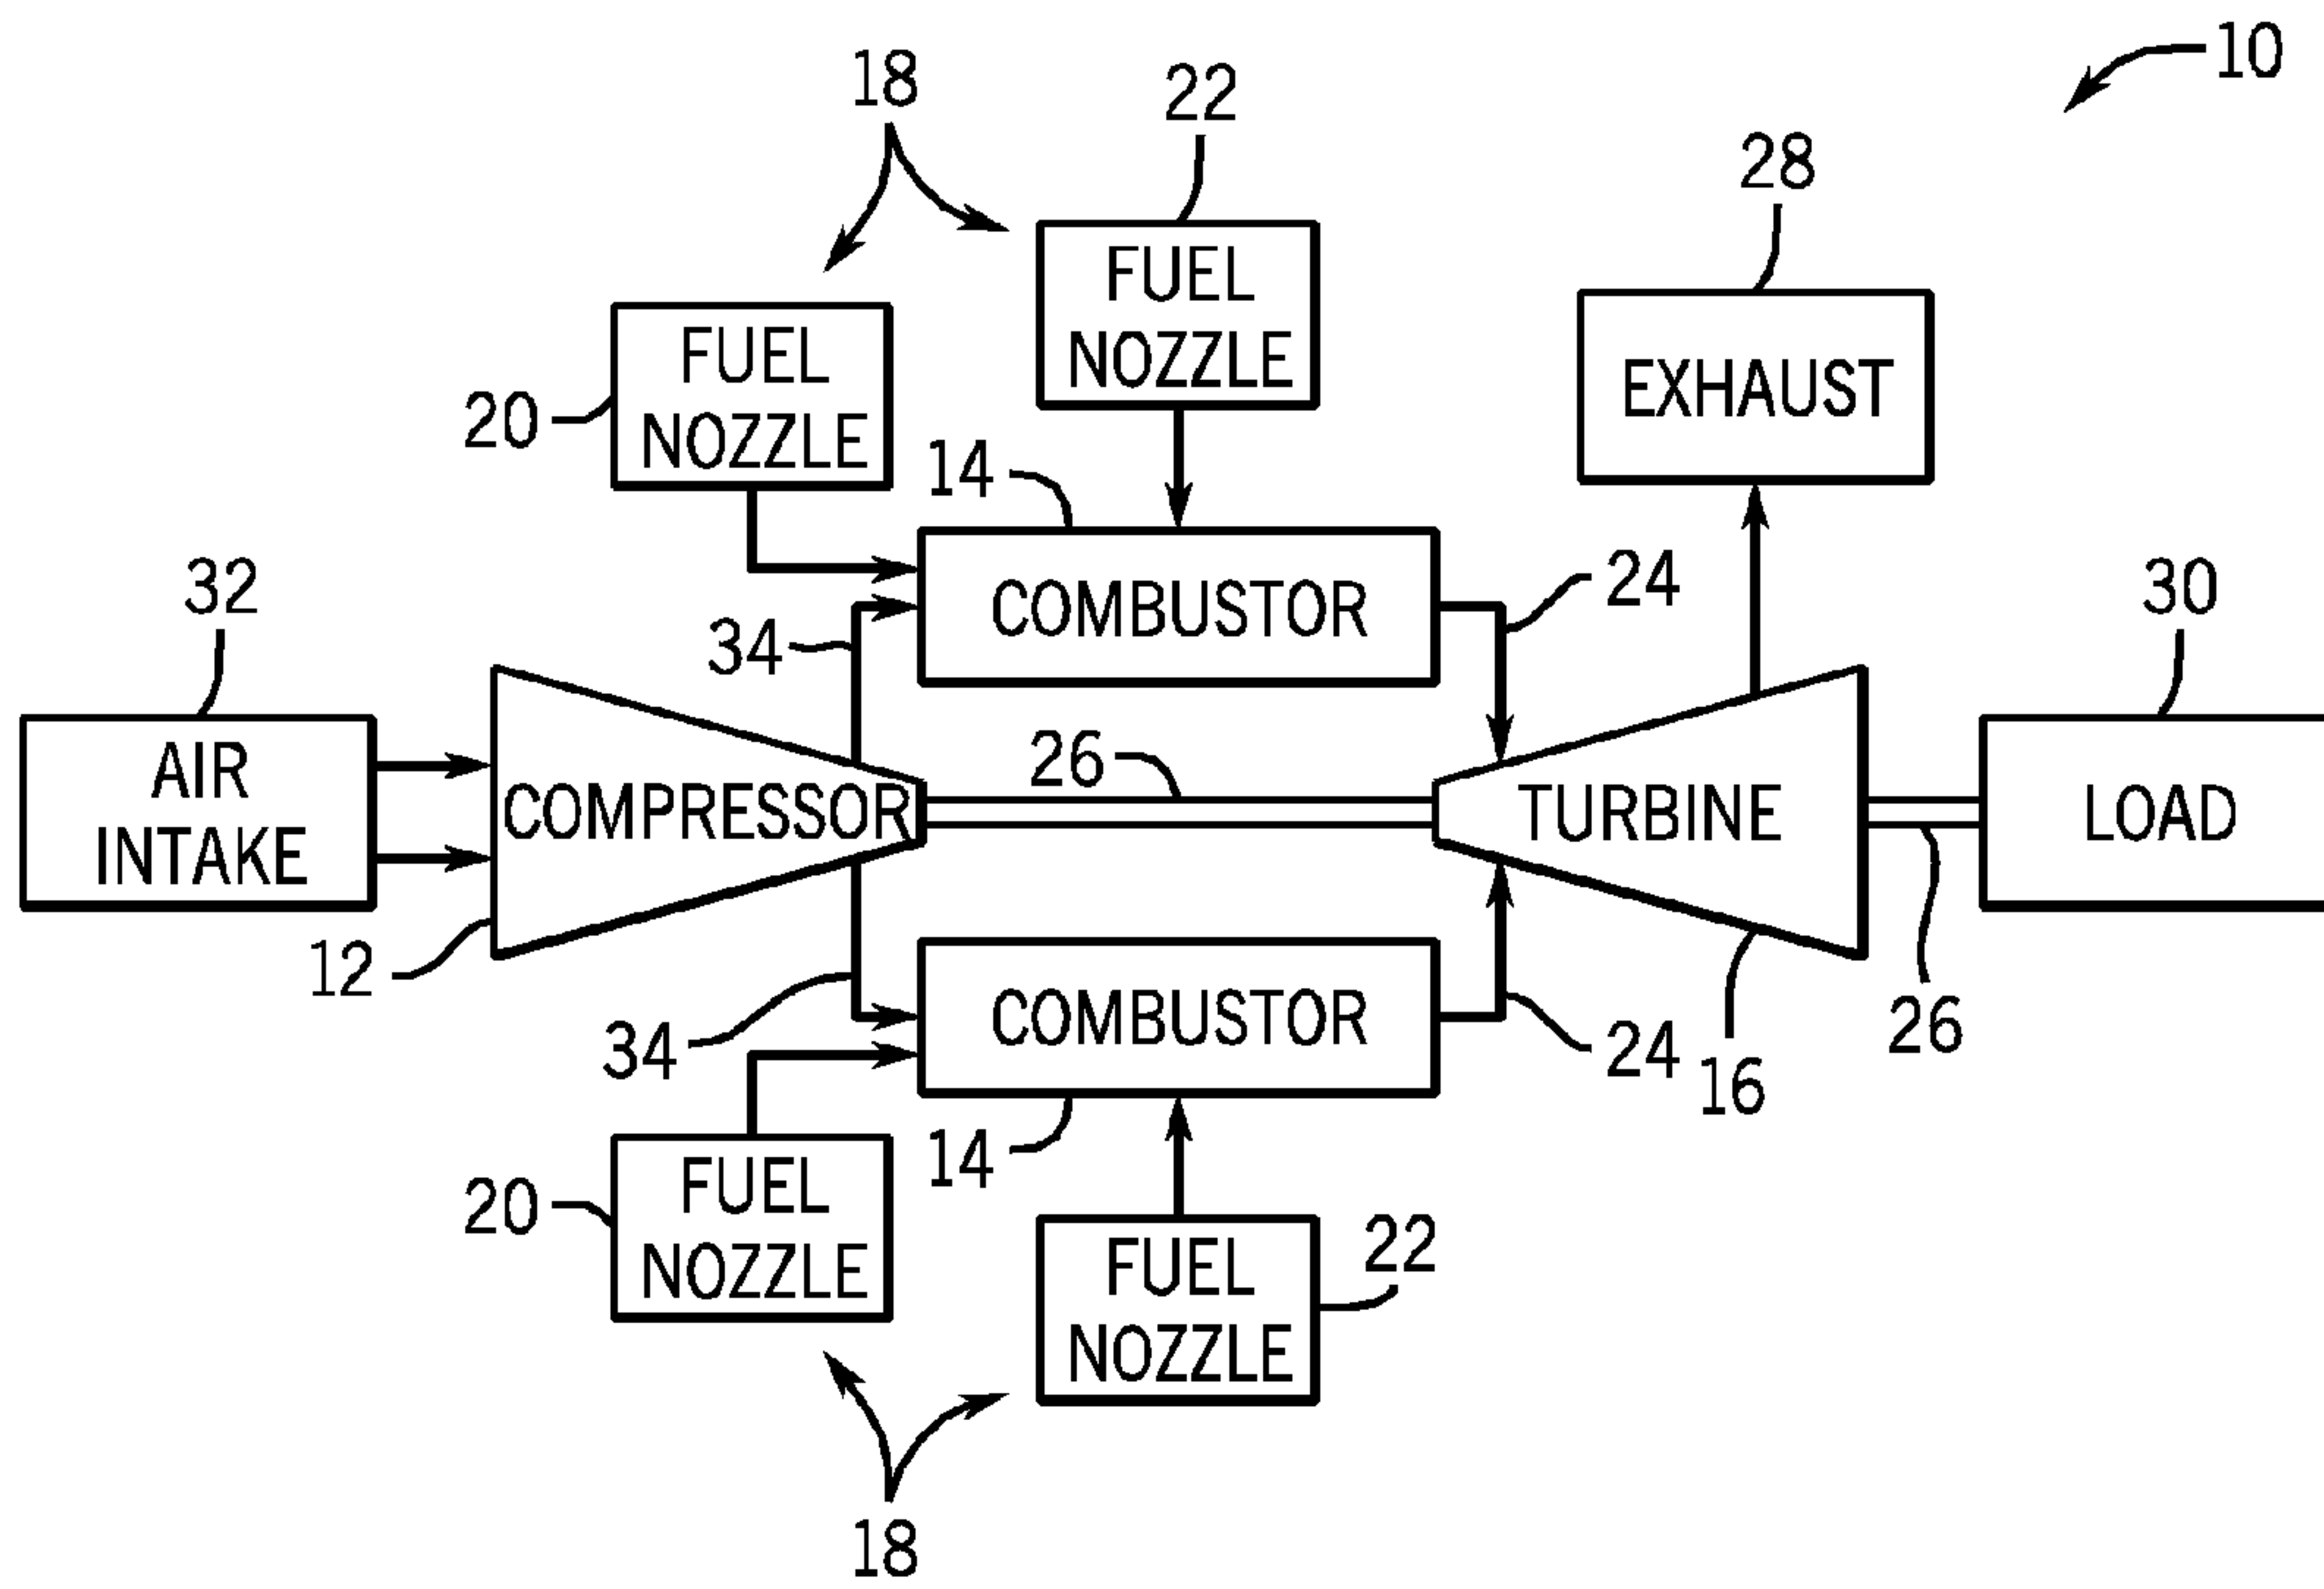 10
18
22
28
FUEL
NOZZLE
FUEL
NOZZLE
EXHAUST
20
14
32
24
30
34
COMBUSTOR
26
AIR
INTAKE
COMPRESSOR
TURBINE
LOAD
12
34
COMBUSTOR
24
16
26
14
20
FUEL
NOZZLE
FUEL
NOZZLE
22
18